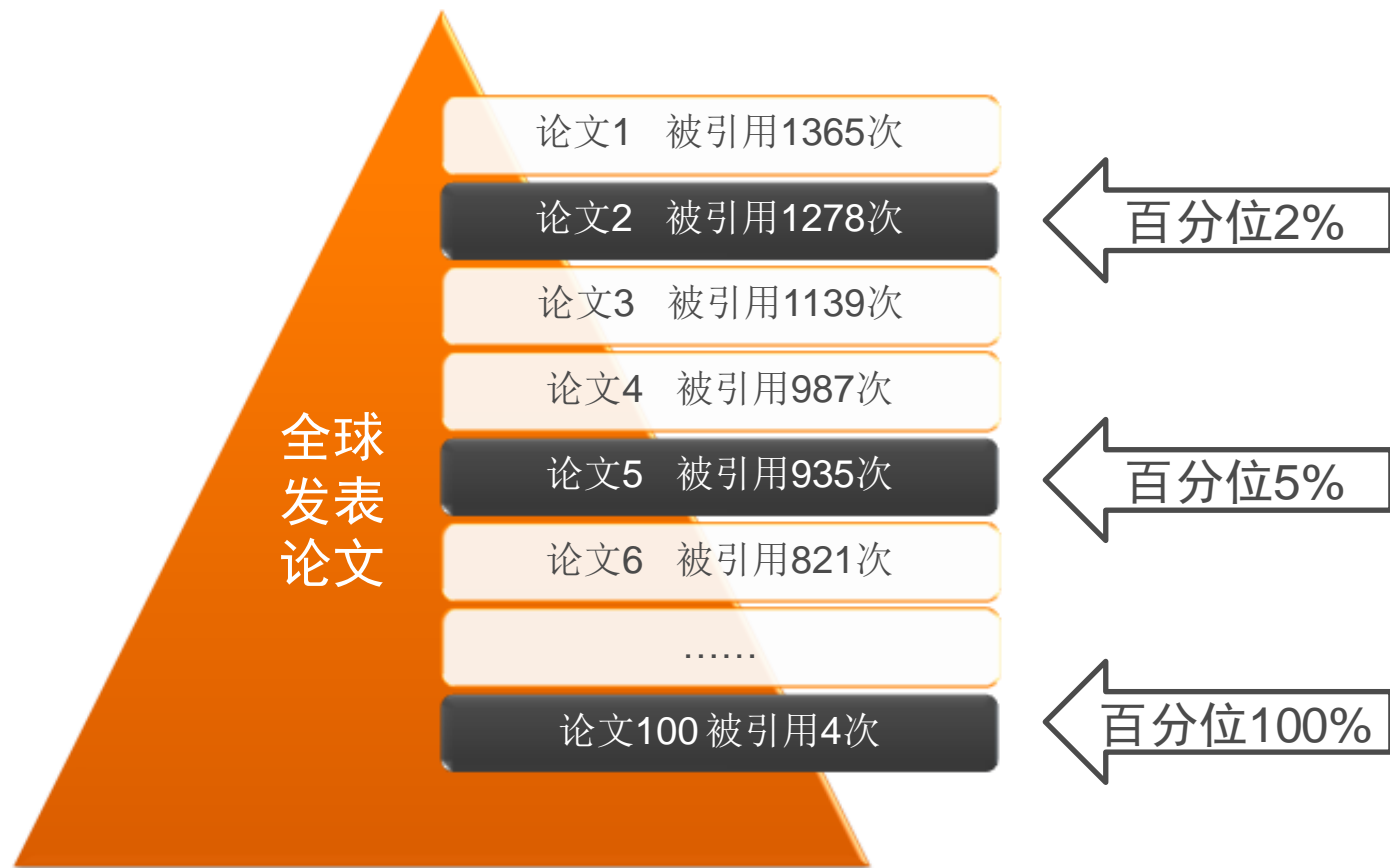 论文1 被引用1365次
论文2 被引用1278次
百分位2%
论文3 被引用1139次
论文4 被引用987次
全球
发表
论文
论文5 被引用935次
百分位5%
论文6 被引用821次
......
论文100 被引用4次
百分位100%